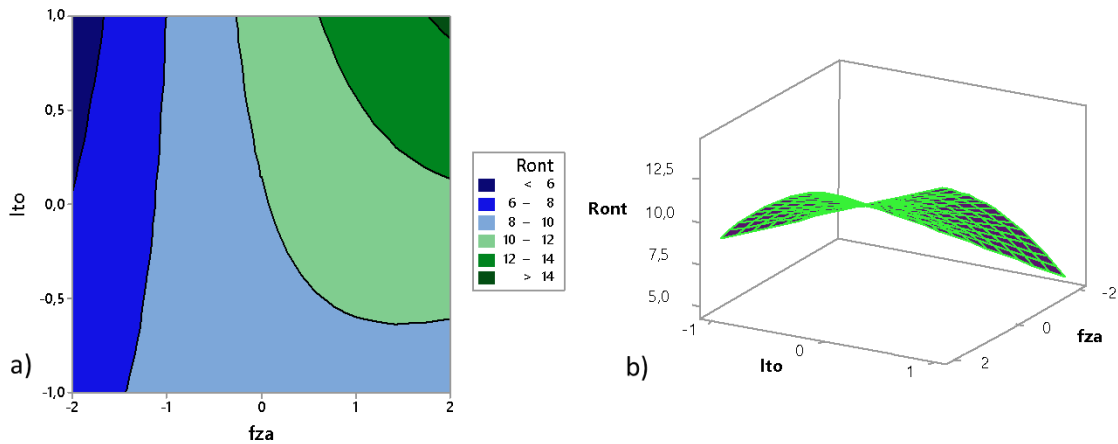 a)
lto
1,0
0,5
0,0
-0,5
-1,0
-2
-1
0
1
2
fza
Ront
< 6
6 – 8
8 – 10
10 – 12
12 – 14
> 14
b)
Ront
12,5
10,0
7,5
5,0
-1
0
1
lto
-2
0
2
fza